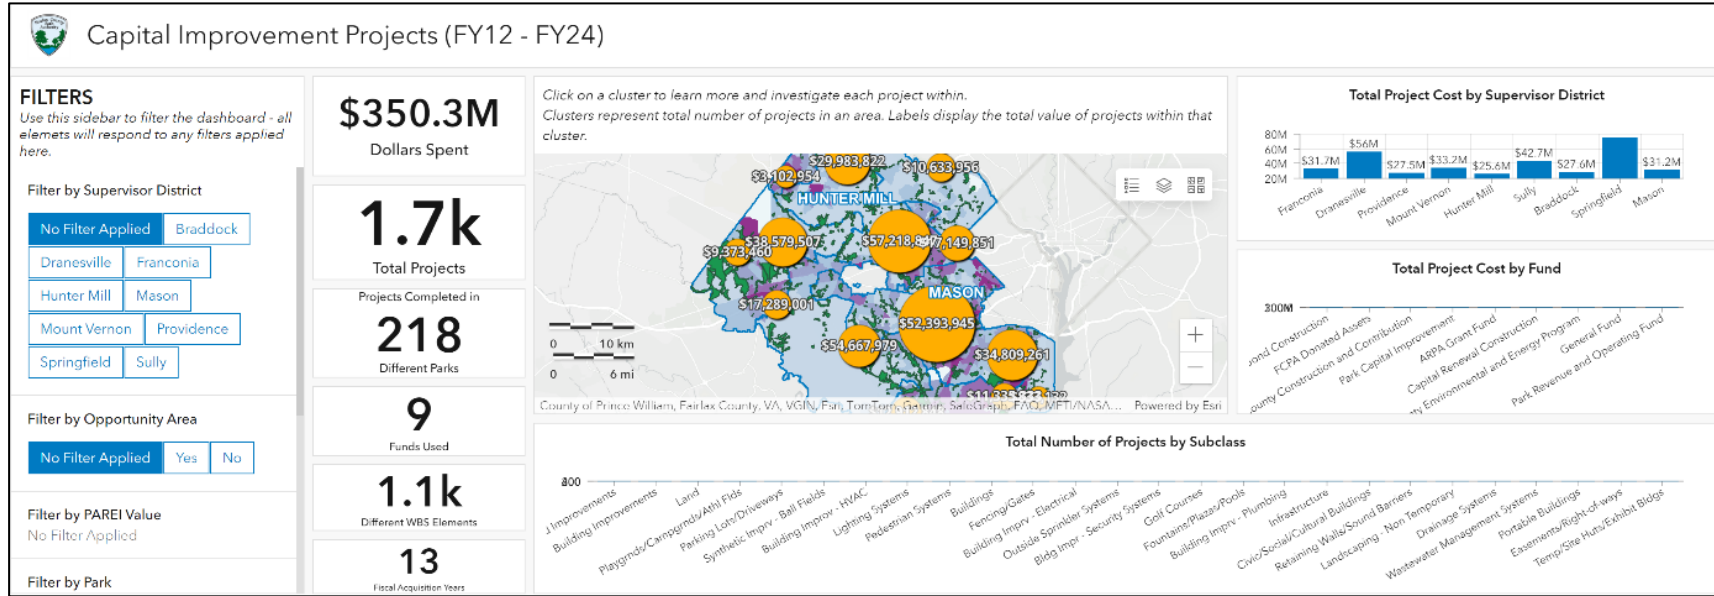 Capital Improvement Projects (FY12 - FY24)
FILTERS
Use this sidebar to filter the dashboard - all
elemets will respond to any filters applied
here.
Filter by Supervisor District
No Filter Applied
Braddock
Dranesville
Franconia
Hunter Mill
Mason
Mount Vernon
Providence
Springfield
Sully
Filter by Opportunity Area
No Filter Applied
Yes
No
Filter by PAREI Value
No Filter Applied
Filter by Park
$350.3M
Dollars Spent
1.7k
Total Projects
Projects Completed in
218
Different Parks
9
Funds Used
1.1k
Different WBS Elements
13
Fiscal Acquisition Years
Click on a cluster to learn more and investigate each project within.
Clusters represent total number of projects in an area. Labels display the total value of projects within that
cluster.
$29,983,822
$10,633,956
$3,102,954
HUNTER MILL
$38,579,507
$9,373,460
$17,289,001
MASON
$52,393,945
$54,667,979
$34,809,261
0 10 km
0 6 mi
County of Prince William, Fairfax County, VA, VGIN, Esri, TomTom, Garmin, SafeGraph, FAO, METI/NASA...
Powered by Esri
Total Project Cost by Supervisor District
80M
60M
40M
20M
$31.7M
$56M
$27.5M
$33.2M
$25.6M
$42.7M
$27.6M
$31.2M
Franconia
Dranesville
Providence
Mount Vernon
Hunter Mill
Sully
Braddock
Springfield
Mason
Total Project Cost by Fund
ond Construction
FCPA Donated Assets
ounty Construction and Contribution
Park Capital Improvement
ARPA Grant Fund
Capital Renewal Construction
ty Environmental and Energy Program
General Fund
Park Revenue and Operating Fund
Total Number of Projects by Subclass
Improvements
Building Improvements
Land
Playgrnds/Campgrnds/Athl Flds
Parking Lots/Driveways
Synthetic Imprv - Ball Fields
Building Improv - HVAC
Lighting Systems
Pedestrian Systems
Buildings
Fencing/Gates
Building Imprv - Electrical
Outside Sprinkler Systems
Bldg Impr - Security Systems
Golf Courses
Fountains/Plazas/Pools
Building Imprv - Plumbing
Infrastructure
Civic/Social/Cultural Buildings
Retaining Walls/Sound Barriers
Landscaping - Non Temporary
Drainage Systems
Wastewater Management Systems
Portable Buildings
Easements/Right-of-ways
Temp/Site Huts/Exhibit Bldgs